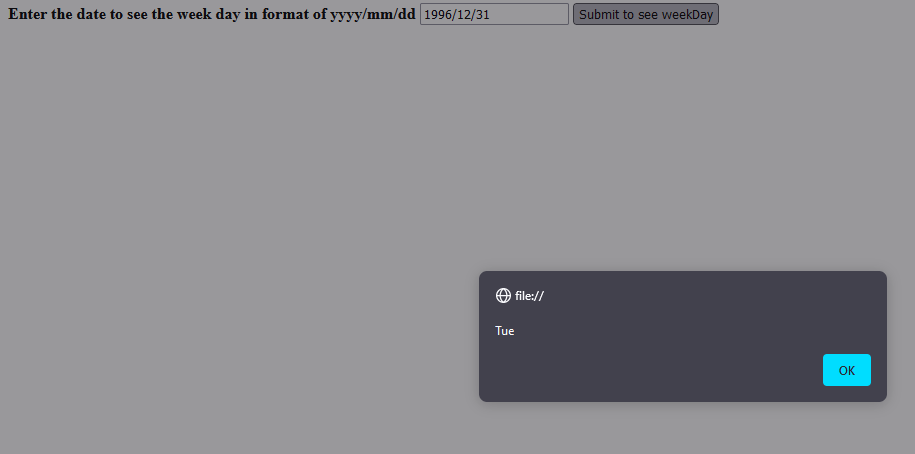 Enter the date to see the week day in format of yyyy/mm/dd 1996/12/31 Submit to see weekDay
file://
Tue
OK